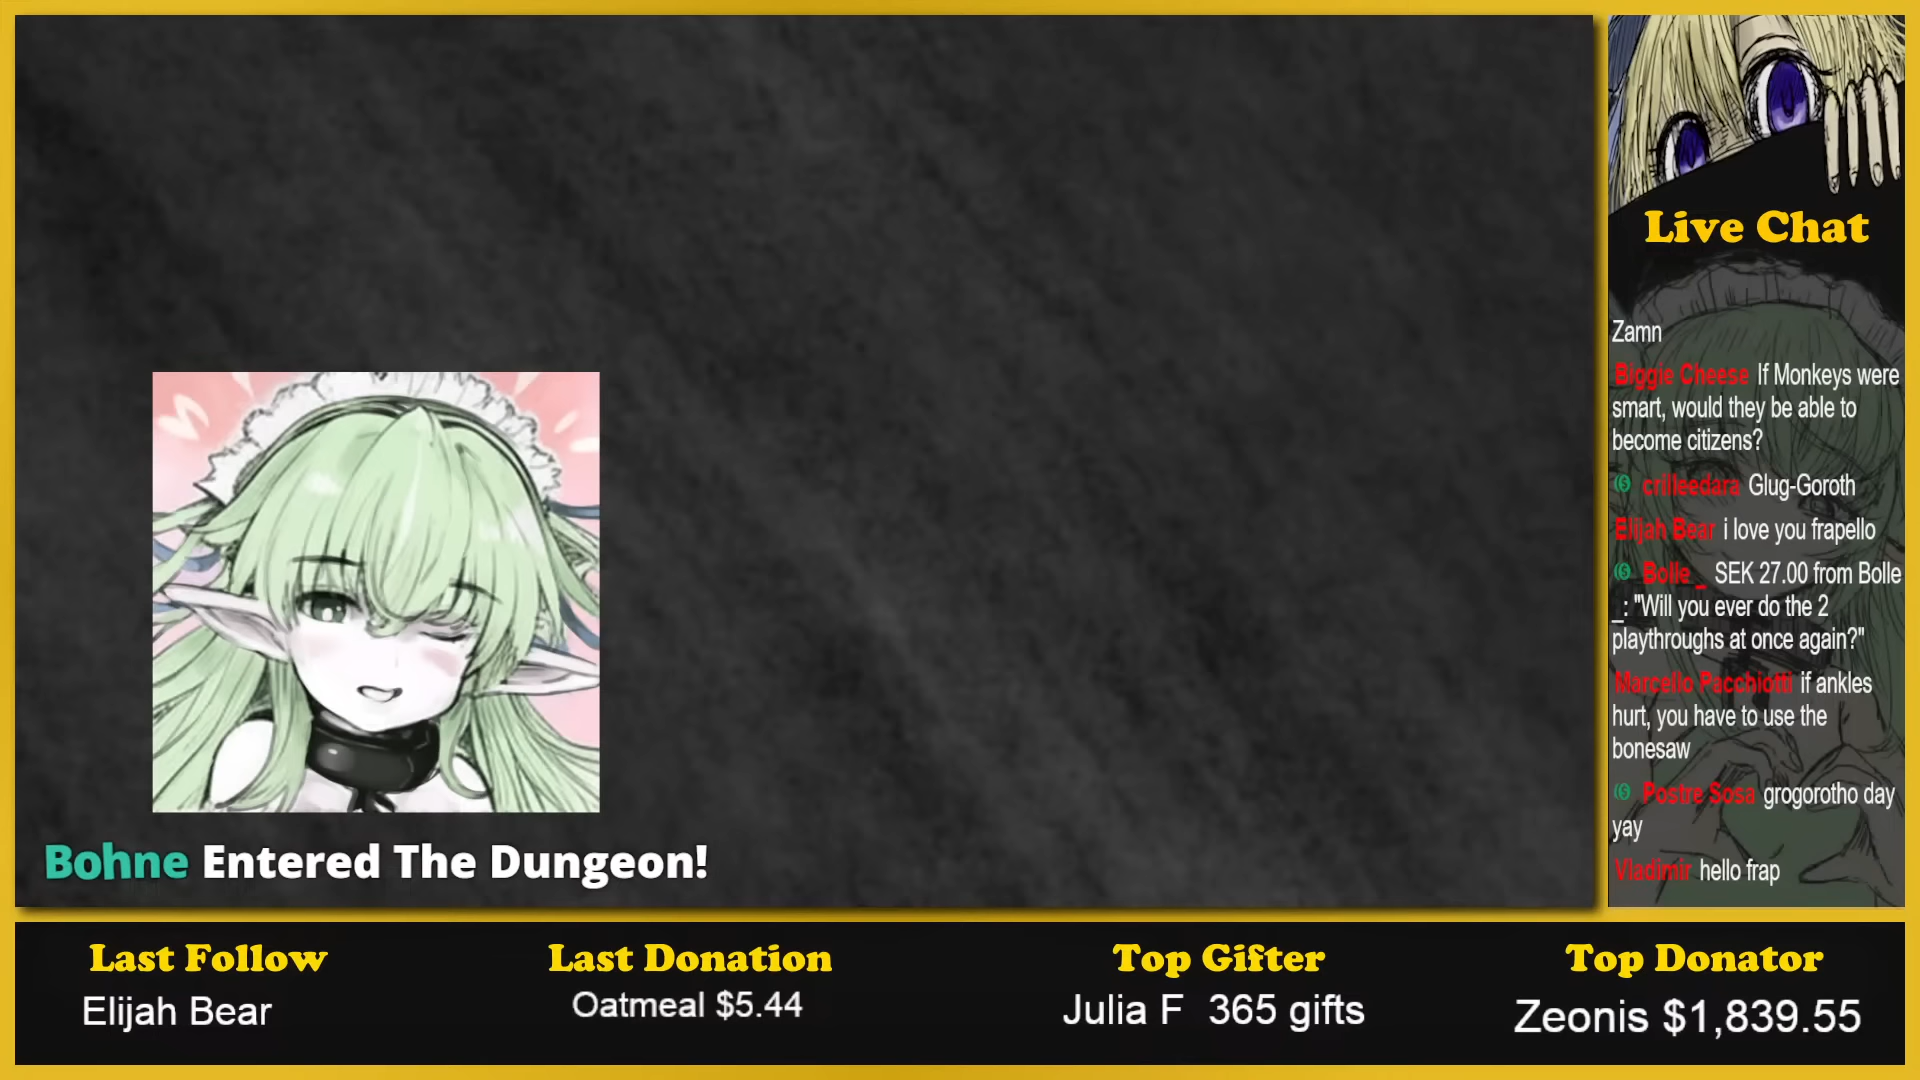 Live Chat
Zamn
Biggie Cheese If Monkeys were
smart, would they be able to
become citizens?
crilleedara Glug-Goroth
Elijah Bear i love you frapello
Bolle _ SEK 27.00 from Bolle
_: "Will you ever do the 2
playthroughs at once again?"
Marcello Pacchiotti if ankles
hurt, you have to use the
bonesaw
Postre Sosa grogorotho day
yay
Vladimir hello frap
Bohne Entered The Dungeon!
Last Follow
Elijah Bear
Last Donation
Oatmeal $5.44
Top Gifter
Julia F 365 gifts
Top Donator
Zeonis $1,839.55